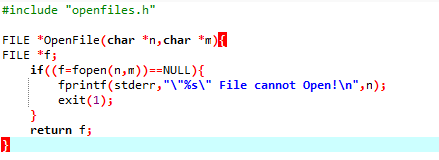 #include "openfiles.h"
FILE *OpenFile(char *n,char *m){
FILE *f;
if((f=fopen(n,m))==NULL){
fprintf(stderr,"\"%s\" File cannot Open!\n",n);
exit(1);
}
return f;
}